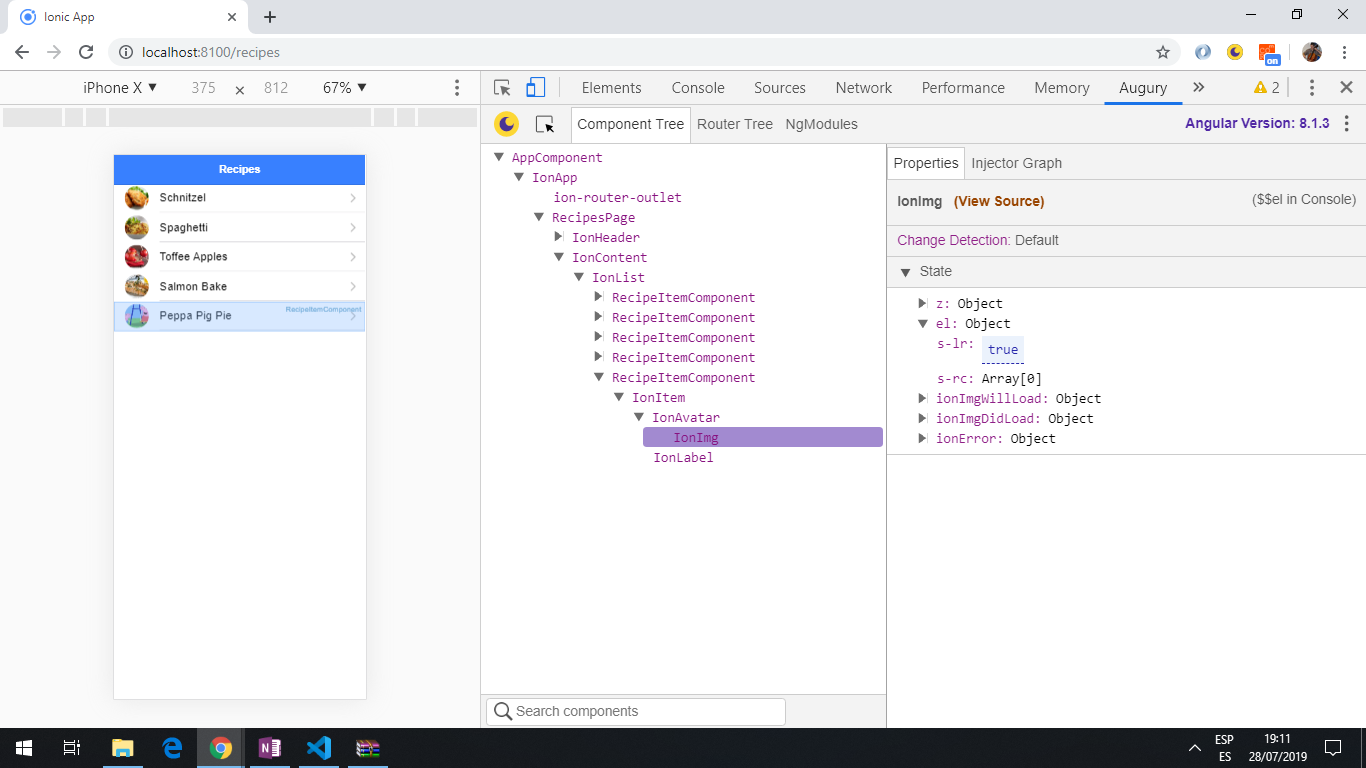 Ionic App
localhost:8100/recipes
on
iPhone X 375 812 67%
Elements Console Sources Network Performance Memory Augury 2
Component Tree Router Tree NgModules
Angular Version: 8.1.3
Recipes
Schnitzel
Spaghetti
Toffee Apples
Salmon Bake
Peppa Pig Pie
RecipeItemComponent
AppComponent
IonApp
ion-router-outlet
RecipesPage
IonHeader
IonContent
IonList
RecipeItemComponent
RecipeItemComponent
RecipeItemComponent
RecipeItemComponent
RecipeItemComponent
IonItem
IonAvatar
IonImg
IonLabel
Search components
Properties Injector Graph
IonImg (View Source) ($$el in Console)
Change Detection: Default
State
z: Object
el: Object
s-lr: true
s-rc: Array[0]
ionImgWillLoad: Object
ionImgDidLoad: Object
ionError: Object
ESP
ES
19:11
28/07/2019